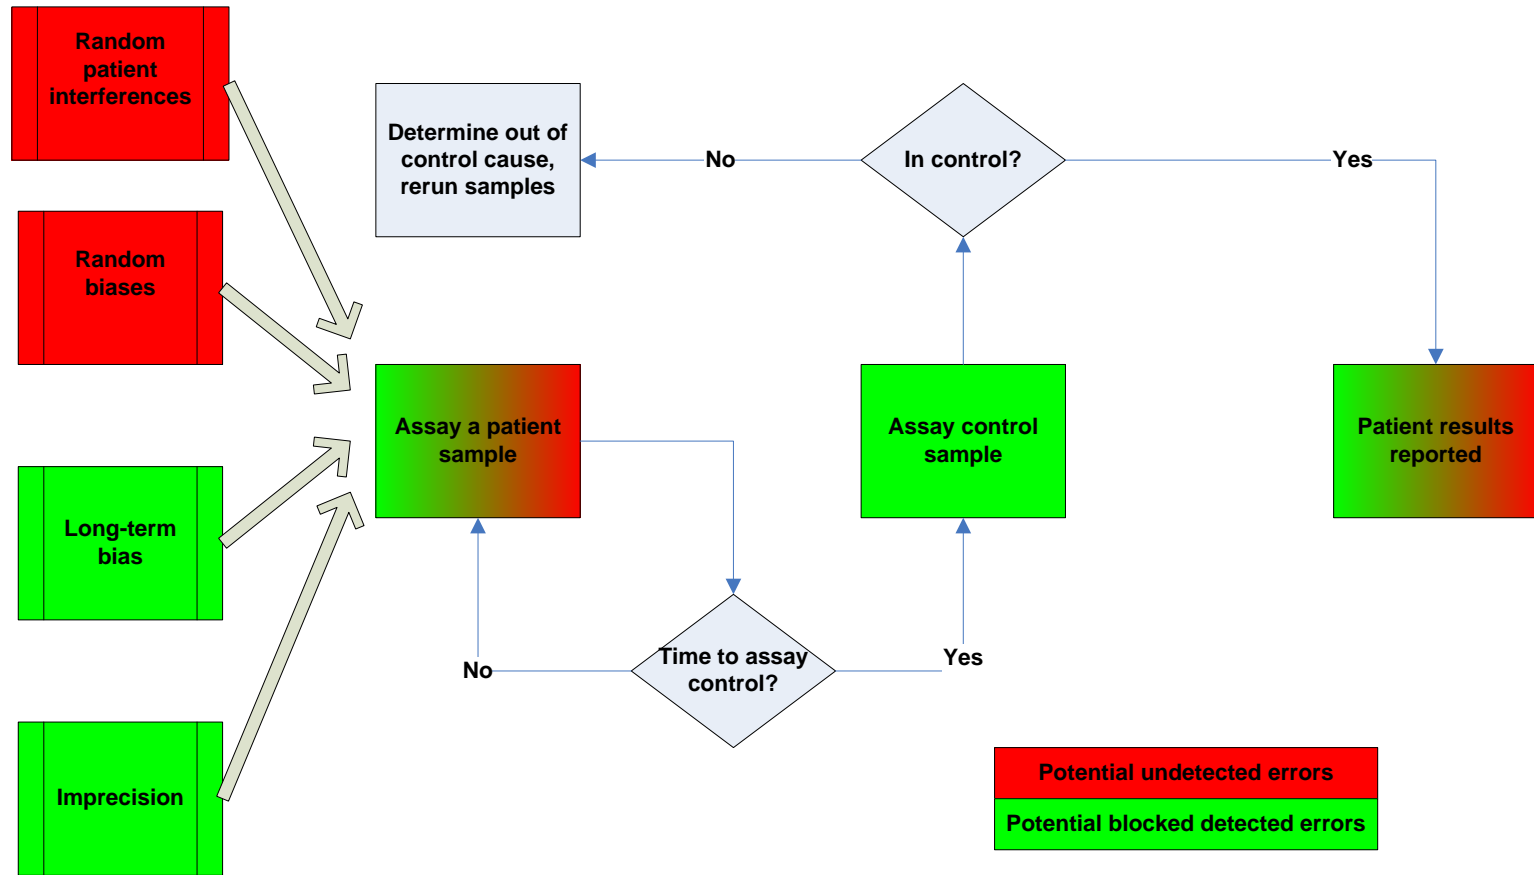 Random
patient
interferences
Determine out of
control cause,
rerun samples
No
In control?
Yes
Random
biases
Assay a patient
sample
Assay control
sample
Patient results
reported
Long-term
bias
No
Time to assay
control?
Yes
Imprecision
Potential undetected errors
Potential blocked detected errors